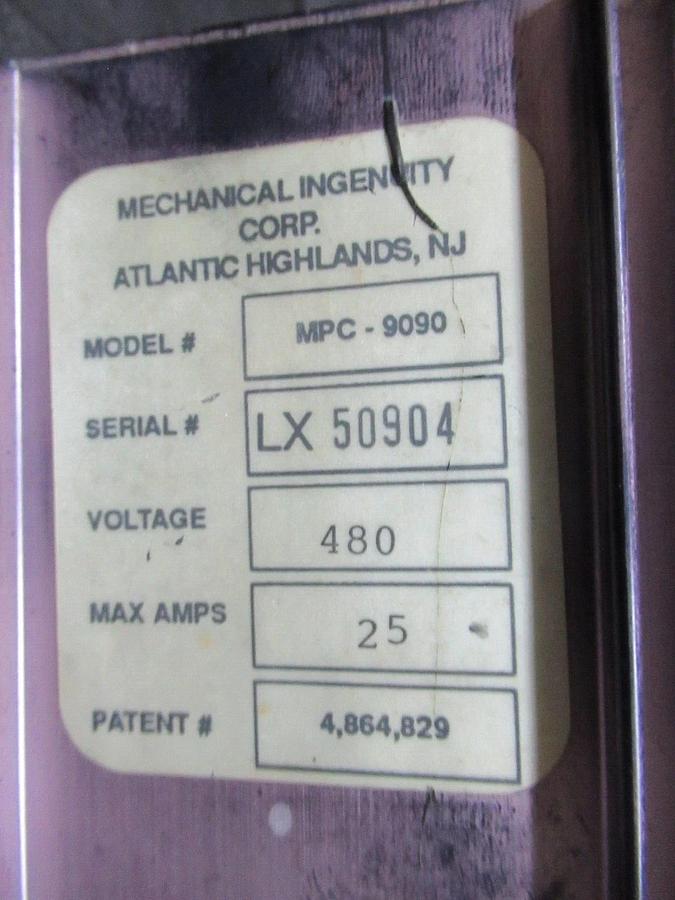 MECHANICAL INGENUITY
CORP.
ATLANTIC HIGHLANDS, NJ
MODEL # MPC - 9090
SERIAL # LX 50904
VOLTAGE 480
MAX AMPS 25
PATENT # 4,864,829